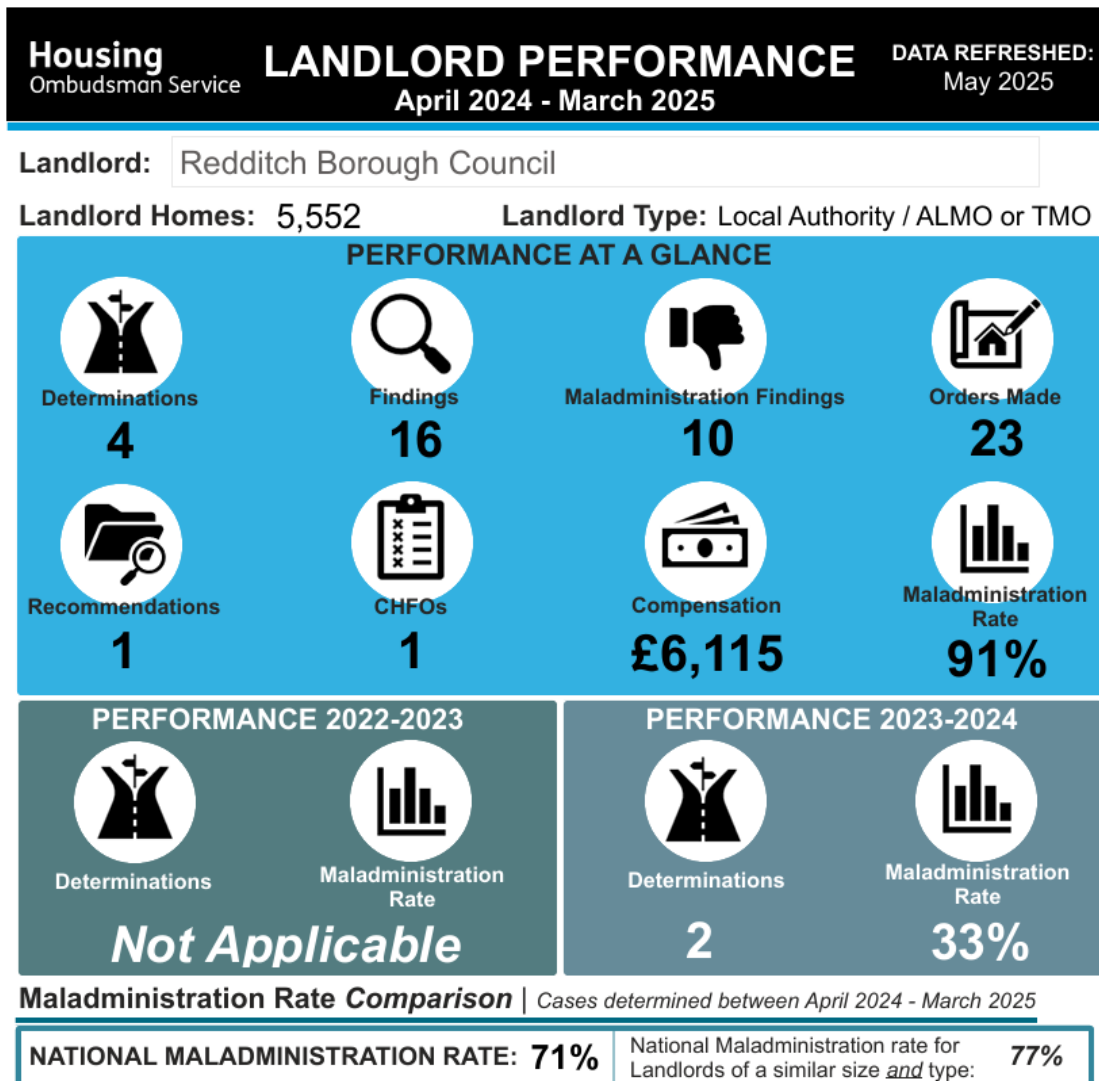 Housing
Ombudsman Service
LANDLORD PERFORMANCE
April 2024 - March 2025
DATA REFRESHED:
May 2025
Landlord: Redditch Borough Council
Landlord Homes: 5,552 Landlord Type: Local Authority / ALMO or TMO
PERFORMANCE AT A GLANCE
Determinations Findings Maladministration Findings Orders Made
4 16 10 23
Recommendations CHFOs Compensation Maladministration
Rate
1 1 £6,115 91%
PERFORMANCE 2022-2023
Determinations Maladministration
Rate
Not Applicable
PERFORMANCE 2023-2024
Determinations Maladministration
Rate
2 33%
Maladministration Rate Comparison | Cases determined between April 2024 - March 2025
NATIONAL MALADMINISTRATION RATE: 71%
National Maladministration rate for
Landlords of a similar size and type: 77%